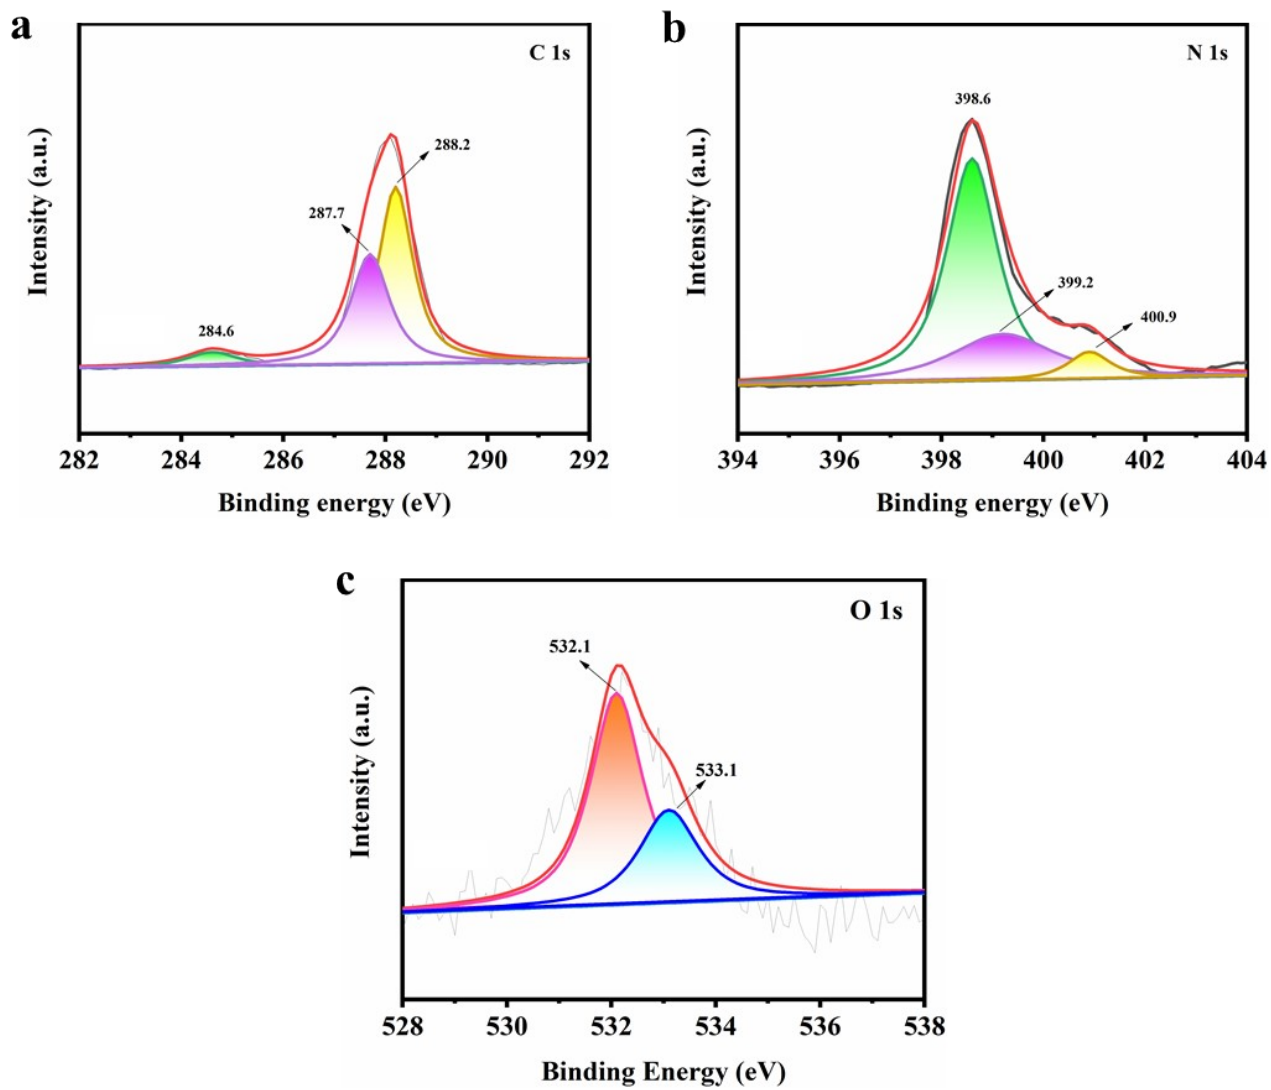 a
C 1s
288.2
287.7
284.6
Intensity (a.u.)
282 284 286 288 290 292
Binding energy (eV)
b
N 1s
398.6
399.2
400.9
Intensity (a.u.)
394 396 398 400 402 404
Binding energy (eV)
c
O 1s
532.1
533.1
Intensity (a.u.)
528 530 532 534 536 538
Binding Energy (eV)